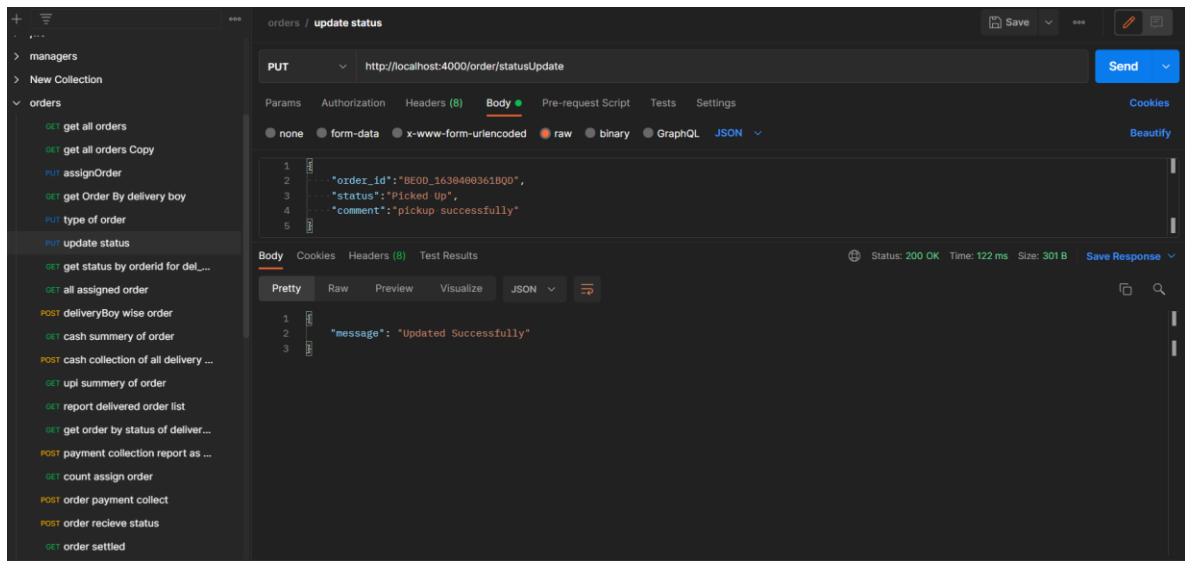 orders / update status
Save
managers
New Collection
orders
GET get all orders
GET get all orders Copy
PUT assignOrder
GET get Order By delivery boy
PUT type of order
PUT update status
GET get status by orderid for del_...
GET all assigned order
POST deliveryBoy wise order
GET cash summery of order
POST cash collection of all delivery ...
GET upi summery of order
GET report delivered order list
GET get order by status of deliver...
POST payment collection report as ...
GET count assign order
POST order payment collect
POST order recieve status
GET order settled
PUT http://localhost:4000/order/statusUpdate Send
Params Authorization Headers (8) Body Pre-request Script Tests Settings Cookies
none form-data x-www-form-urlencoded raw binary GraphQL JSON Beautify
1 {
2 "order_id":"BEOD_1630400361BQD",
3 "status":"Picked Up",
4 "comment":"pickup successfully"
5 }
Body Cookies Headers (8) Test Results Status: 200 OK Time: 122 ms Size: 301 B Save Response
Pretty Raw Preview Visualize JSON
1 {
2 "message": "Updated Successfully"
3 }